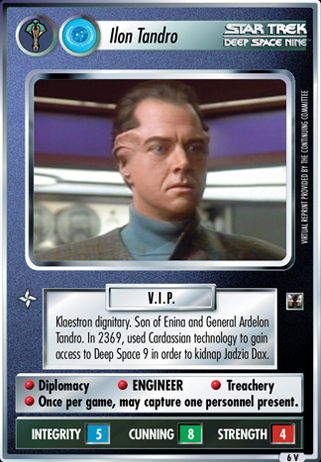 Ilon Tandro
STAR TREK
DEEP SPACE NINE
VIRTUAL REPRINT PROVIDED BY THE CONTINUING COMMITTEE
V.I.P.
Klaestron dignitary. Son of Enina and General Ardelon
Tandro. In 2369, used Cardassian technology to gain
access to Deep Space 9 in order to kidnap Jadzia Dax.
Diplomacy ENGINEER Treachery
Once per game, may capture one personnel present.
INTEGRITY 5 CUNNING 8 STRENGTH 4
6 V